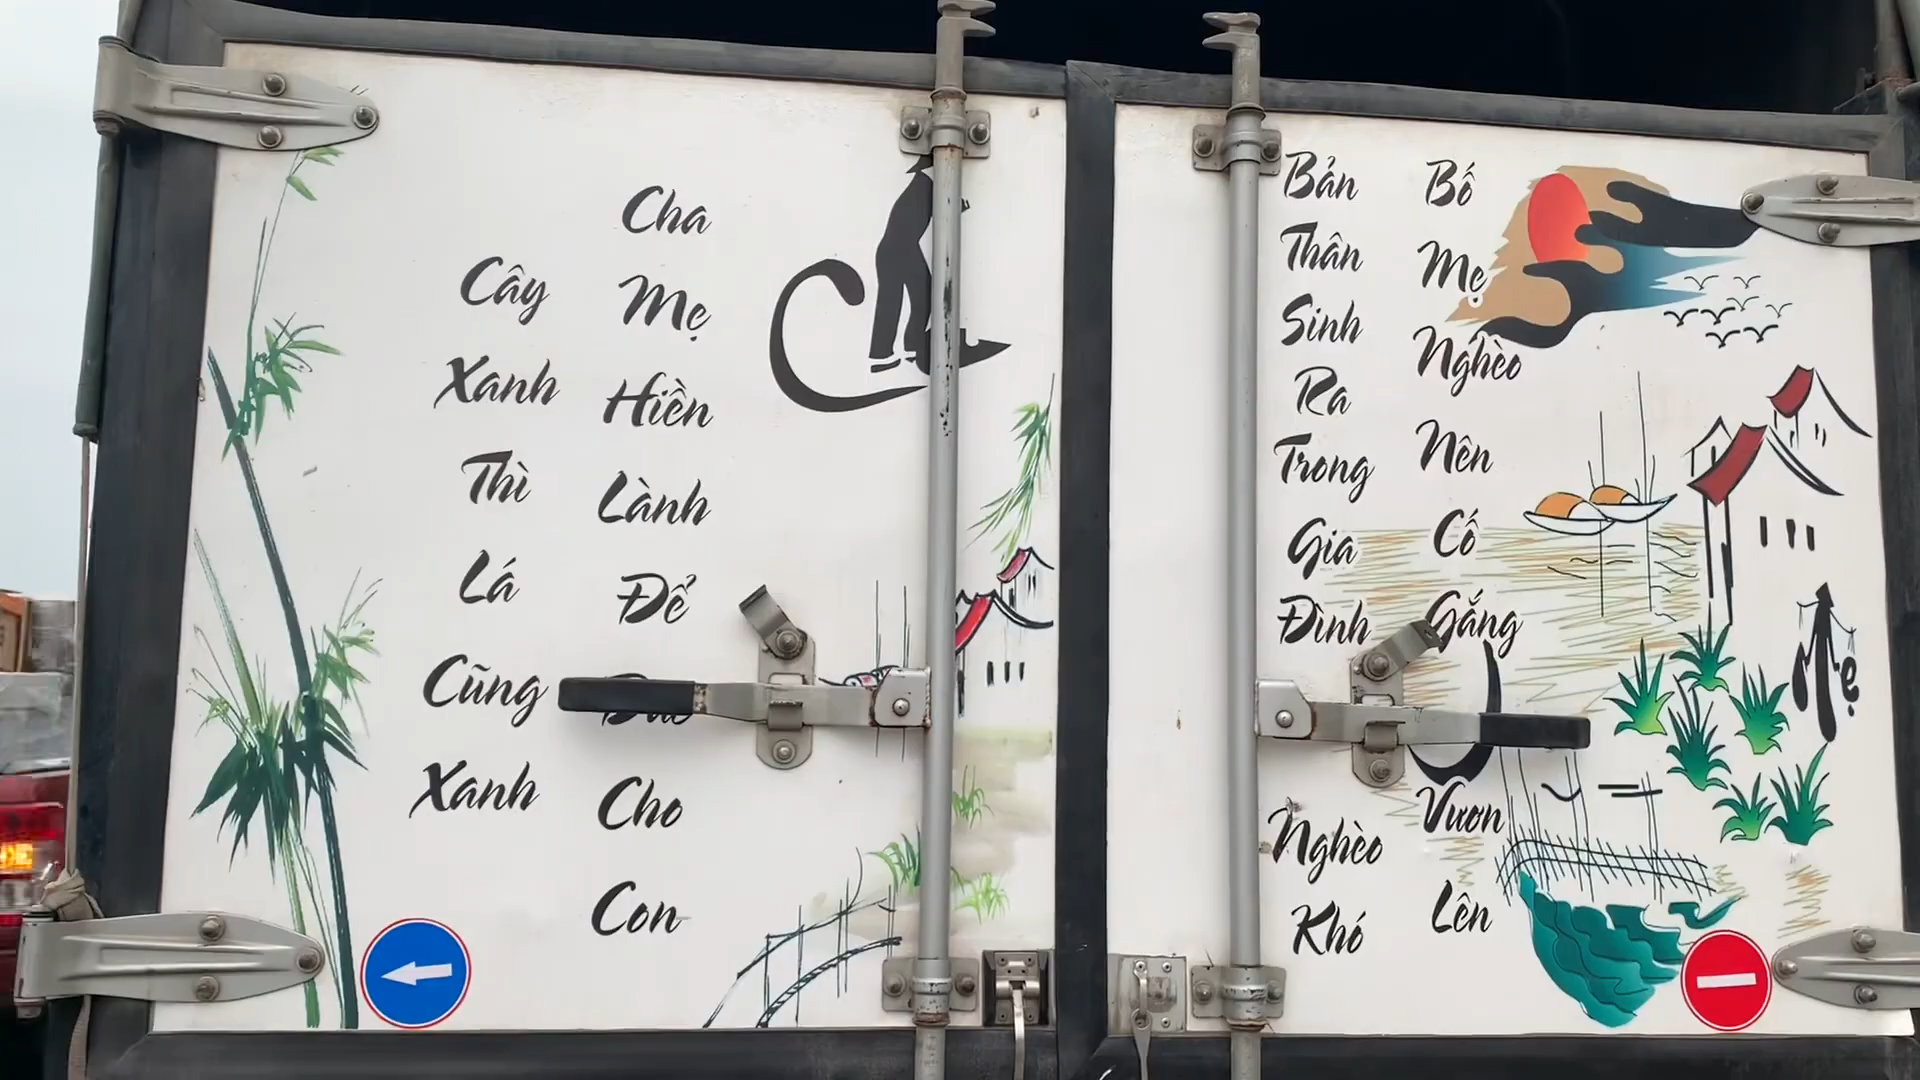 Cây Xanh Thì Lá Cũng Xanh
Cha Mẹ Hiền Lành Để Cho Con
Bản Thân Sinh Ra Trong Gia Đình Nghèo Khó
Bố Mẹ Nghèo Nên Cố Gắng Vươn Lên
Mẹ